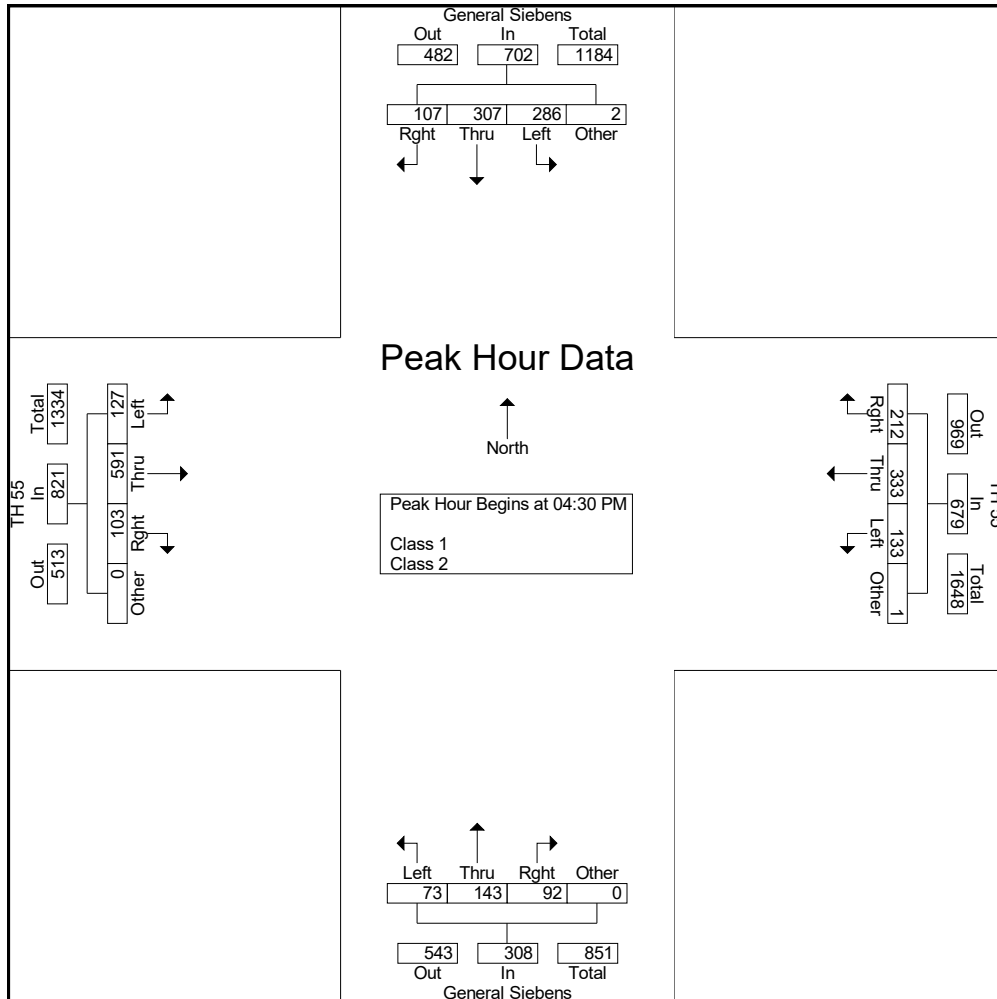 General Siebens
Out In Total
482 702 1184
107 307 286 2
Rght Thru Left Other
Peak Hour Data
North
Peak Hour Begins at 04:30 PM
Class 1
Class 2
TH 55
Total In Out
1334 821 513
127 591 103 0
Left Thru Rght Other
Rght Thru Left Other
212 333 133 1
Out In Total
969 679 1648
Left Thru Rght Other
73 143 92 0
543 308 851
Out In Total
General Siebens